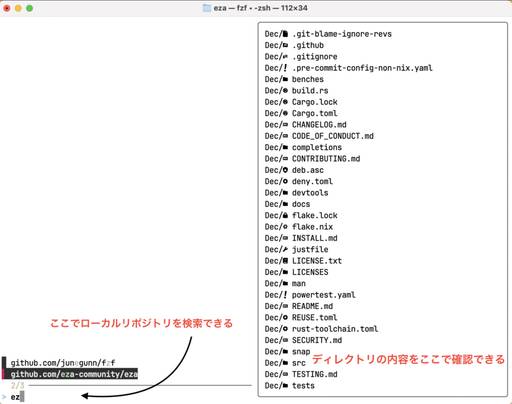 eza — fzf • -zsh — 112×34
Dec/ .git-blame-ignore-revs
Dec/ .github
Dec/ .gitignore
Dec/ .pre-commit-config-non-nix.yaml
Dec/ benches
Dec/ build.rs
Dec/ Cargo.lock
Dec/ Cargo.toml
Dec/ CHANGELOG.md
Dec/ CODE_OF_CONDUCT.md
Dec/ completions
Dec/ CONTRIBUTING.md
Dec/ deb.asc
Dec/ deny.toml
Dec/ devtools
Dec/ docs
Dec/ flake.lock
Dec/ flake.nix
Dec/ INSTALL.md
Dec/ justfile
Dec/ LICENSE.txt
Dec/ LICENSES
Dec/ man
Dec/ powertest.yaml
Dec/ README.md
Dec/ REUSE.toml
Dec/ rust-toolchain.toml
Dec/ SECURITY.md
Dec/ snap
Dec/ src
Dec/ TESTING.md
Dec/ tests
ディレクトリの内容をここで確認できる
ここでローカルリポジトリを検索できる
github.com/junegunn/fzf
github.com/eza-community/eza
2/3
> ez